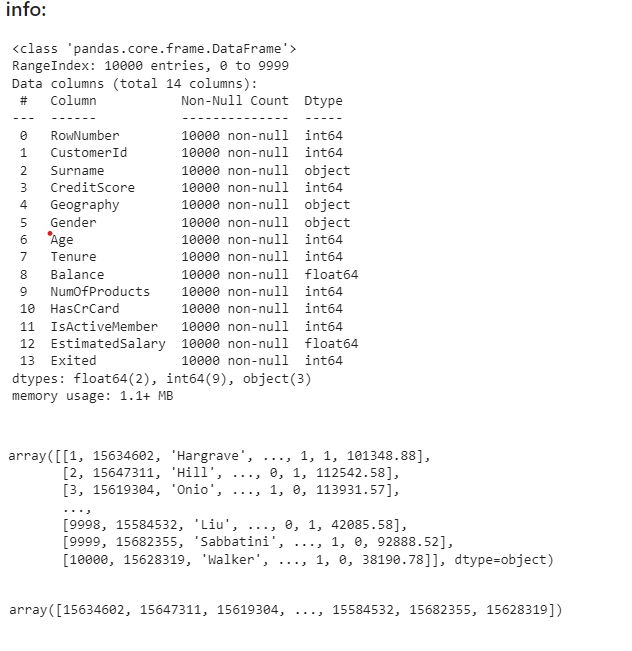 info:
<class 'pandas.core.frame.DataFrame'>
RangeIndex: 10000 entries, 0 to 9999
Data columns (total 14 columns):
 #   Column           Non-Null Count  Dtype
---  ------           --------------  -----
 0   RowNumber        10000 non-null  int64
 1   CustomerId       10000 non-null  int64
 2   Surname          10000 non-null  object
 3   CreditScore      10000 non-null  int64
 4   Geography        10000 non-null  object
 5   Gender           10000 non-null  object
 6   Age              10000 non-null  int64
 7   Tenure           10000 non-null  int64
 8   Balance          10000 non-null  float64
 9   NumOfProducts    10000 non-null  int64
 10  HasCrCard        10000 non-null  int64
 11  IsActiveMember   10000 non-null  int64
 12  EstimatedSalary  10000 non-null  float64
 13  Exited           10000 non-null  int64
dtypes: float64(2), int64(9), object(3)
memory usage: 1.1+ MB
array([[1, 15634602, 'Hargrave', ..., 1, 1, 101348.88],
       [2, 15647311, 'Hill', ..., 0, 1, 112542.58],
       [3, 15619304, 'Onio', ..., 1, 0, 113931.57],
       ...,
       [9998, 15584532, 'Liu', ..., 0, 1, 42085.58],
       [9999, 15682355, 'Sabbatini', ..., 1, 0, 92888.52],
       [10000, 15628319, 'Walker', ..., 1, 0, 38190.78]], dtype=object)
array([15634602, 15647311, 15619304, ..., 15584532, 15682355, 15628319])